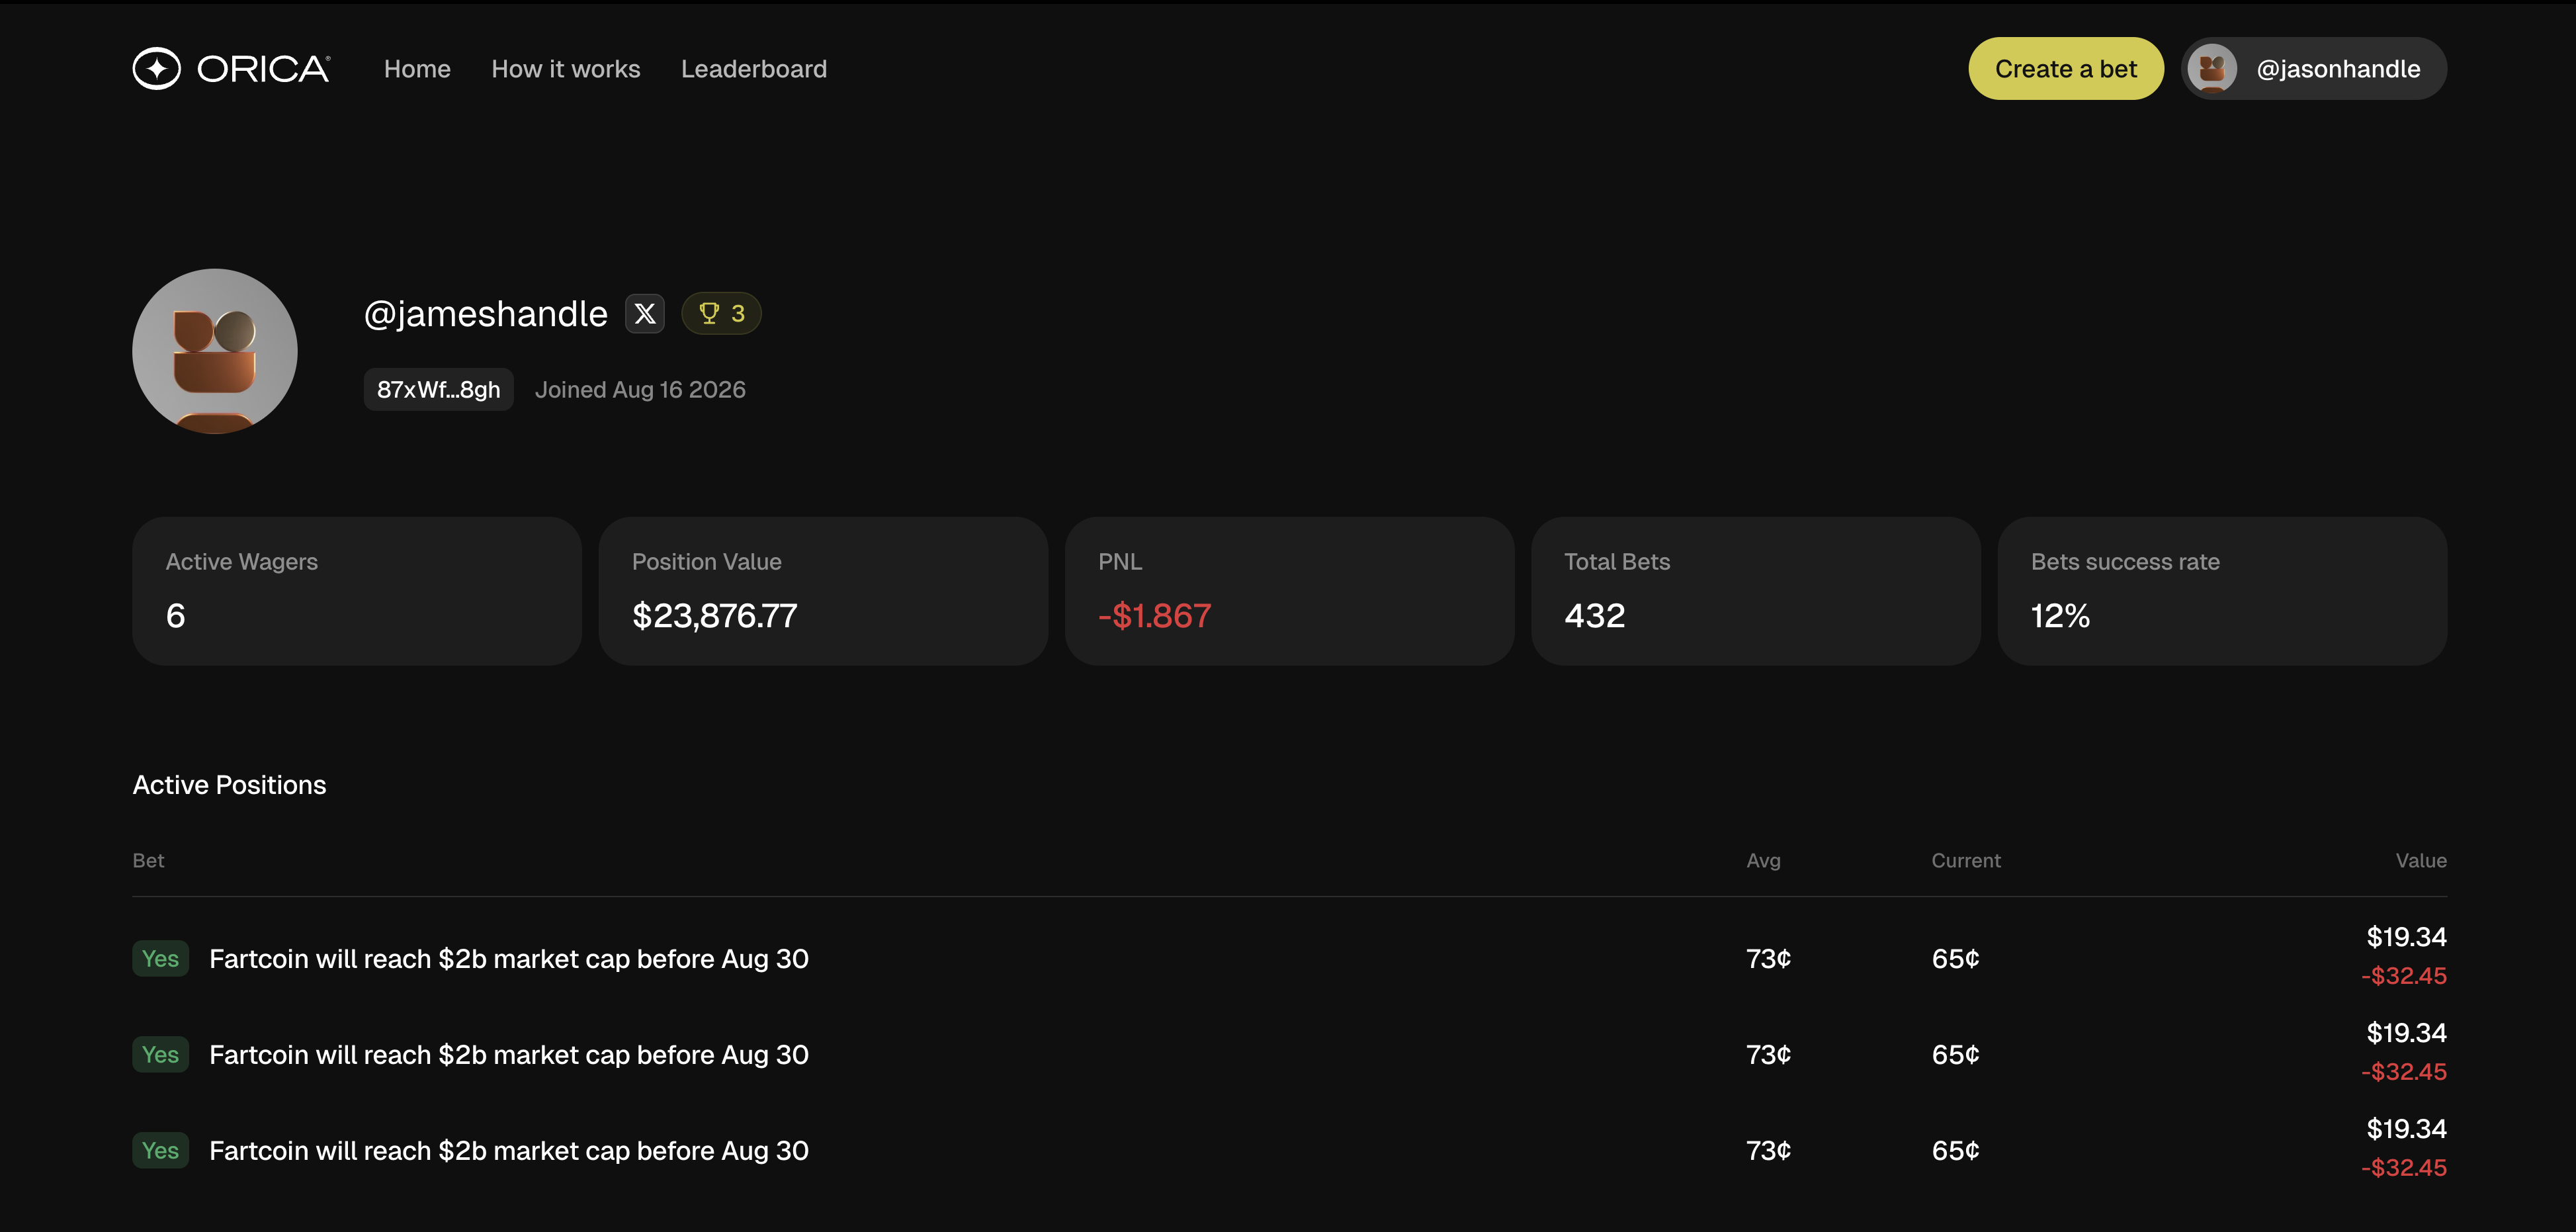 ORICA®
Home How it works Leaderboard
Create a bet @jasonhandle
@jameshandle 3
87xWf...8gh Joined Aug 16 2026
Active Wagers Position Value PNL Total Bets Bets success rate
6 $23,876.77 -$1.867 432 12%
Active Positions
Bet Avg Current Value
Yes Fartcoin will reach $2b market cap before Aug 30 73¢ 65¢ $19.34
-$32.45
Yes Fartcoin will reach $2b market cap before Aug 30 73¢ 65¢ $19.34
-$32.45
Yes Fartcoin will reach $2b market cap before Aug 30 73¢ 65¢ $19.34
-$32.45